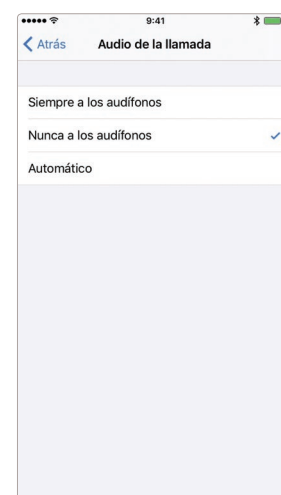 9:41
Atrás Audio de la llamada
Siempre a los audífonos
Nunca a los audífonos
Automático